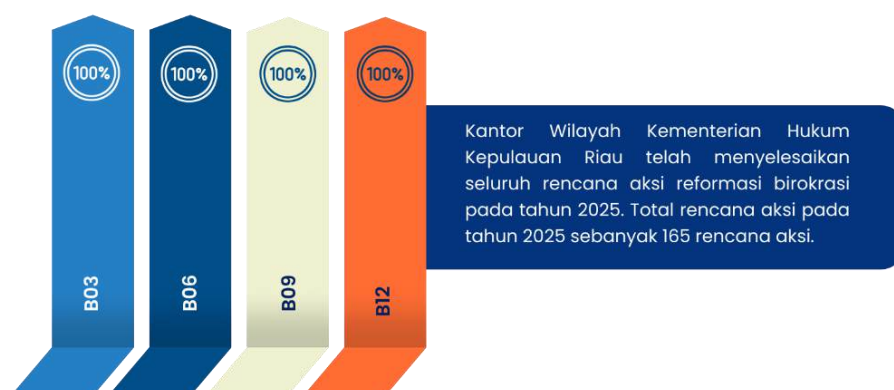 100%
100%
100%
100%
B03
B06
B09
B12
Kantor Wilayah Kementerian Hukum
Kepulauan Riau telah menyelesaikan
seluruh rencana aksi reformasi birokrasi
pada tahun 2025. Total rencana aksi pada
tahun 2025 sebanyak 165 rencana aksi.